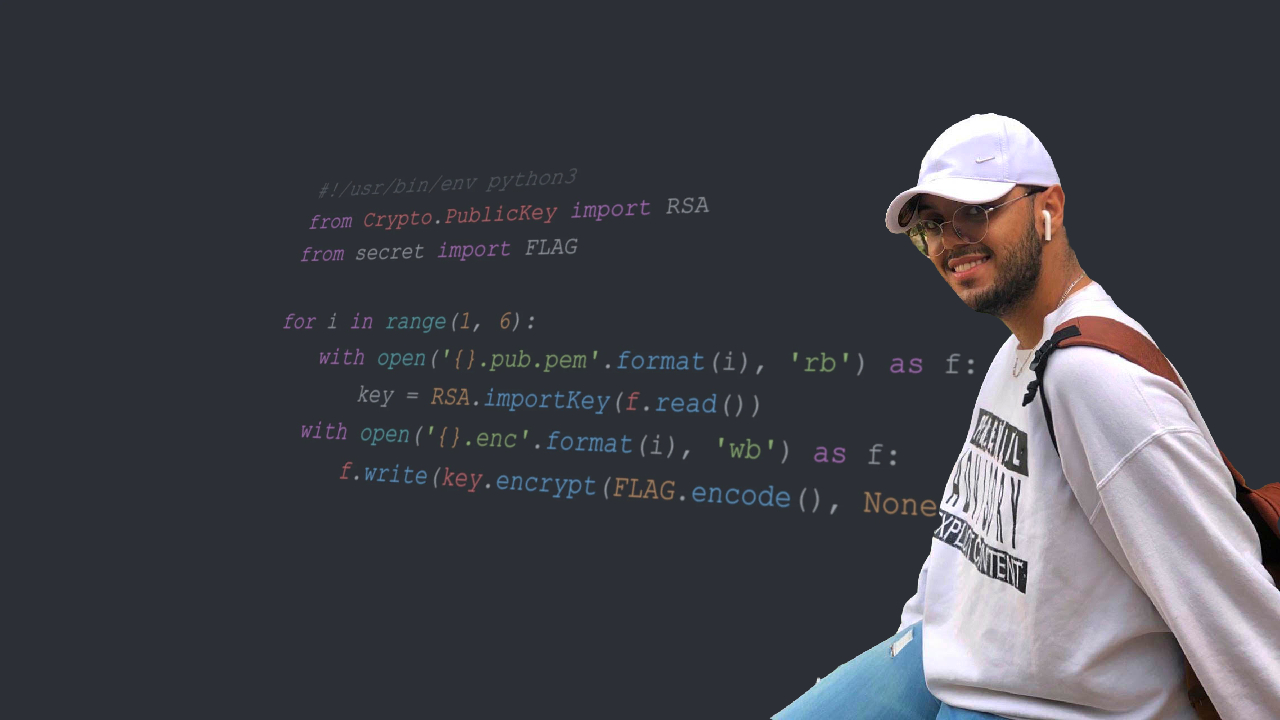 #!/usr/bin/env python3
from Crypto.PublicKey import RSA
from secret import FLAG
for i in range(1, 6):
with open('{}.pub.pem'.format(i), 'rb') as f:
key = RSA.importKey(f.read())
with open('{}.enc'.format(i), 'wb') as f:
f.write(key.encrypt(FLAG.encode(), None
ADVISORY
CONTENT